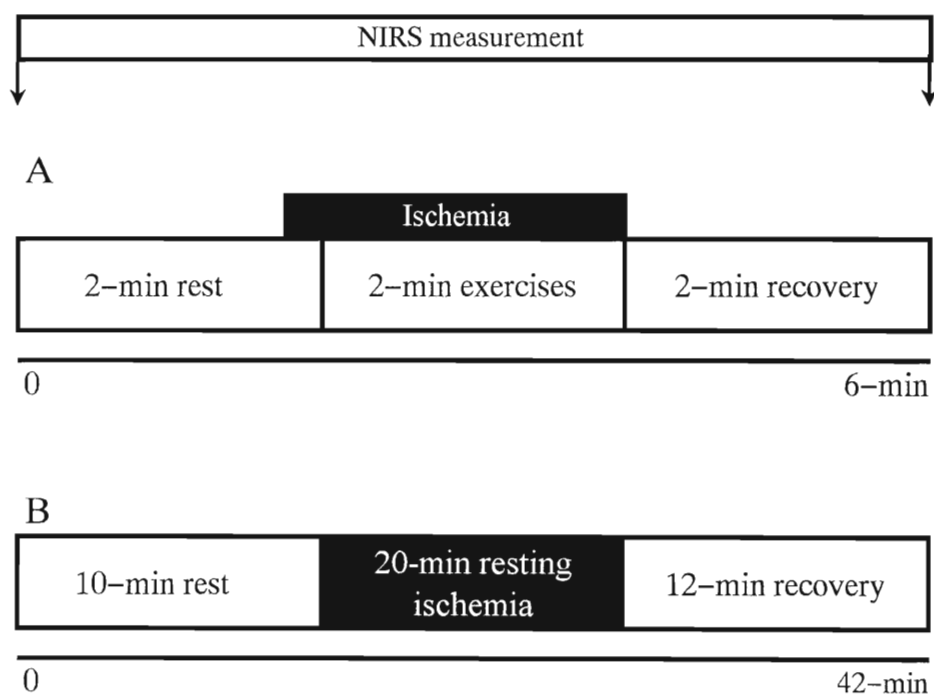 NIRS measurement
A
Ischemia
2–min rest
2–min exercises
2–min recovery
0
6–min
B
10–min rest
20-min resting
ischemia
12–min recovery
0
42–min